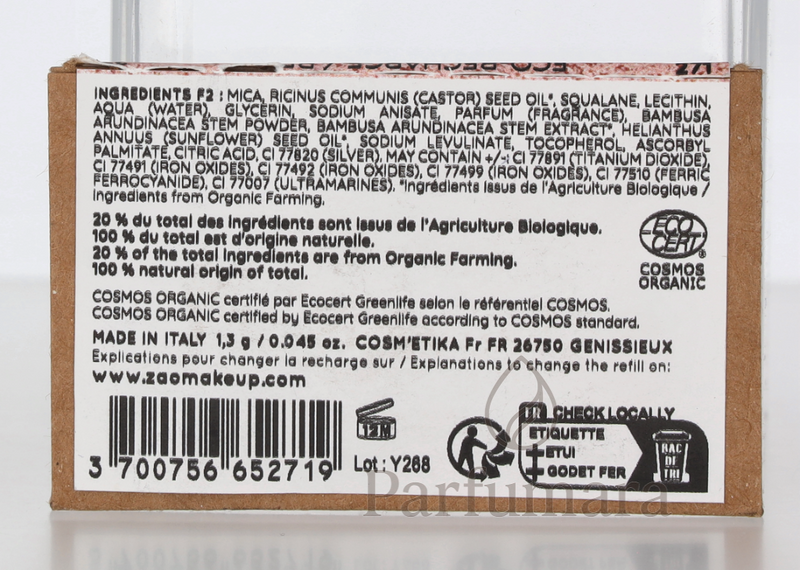 INGREDIENTS F2 : MICA, RICINUS COMMUNIS (CASTOR) SEED OIL*, SQUALANE, LECITHIN,
AQUA (WATER), GLYCERIN, SODIUM ANISATE, PARFUM (FRAGRANCE), BAMBUSA
ARUNDINACEA STEM POWDER, BAMBUSA ARUNDINACEA STEM EXTRACT*, HELIANTHUS
ANNUUS (SUNFLOWER) SEED OIL*, SODIUM LEVULINATE, TOCOPHEROL, ASCORBYL
PALMITATE, CITRIC ACID, CI 77820 (SILVER). MAY CONTAIN +/-: CI 77891 (TITANIUM DIOXIDE),
CI 77491 (IRON OXIDES), CI 77492 (IRON OXIDES), CI 77499 (IRON OXIDES), CI 77510 (FERRIC
FERROCYANIDE), CI 77007 (ULTRAMARINES). *Ingrédients issus de l'Agriculture Biologique /
Ingredients from Organic Farming.
20 % du total des ingrédients sont issus de l'Agriculture Biologique.
100 % du total est d'origine naturelle.
20 % of the total ingredients are from Organic Farming.
100 % natural origin of total.
ECO
CERT
®
COSMOS
ORGANIC
COSMOS ORGANIC certifié par Ecocert Greenlife selon le référentiel COSMOS.
COSMOS ORGANIC certified by Ecocert Greenlife according to COSMOS standard.
MADE IN ITALY 1,3 g / 0.045 oz. COSM'ETIKA Fr FR 26750 GENISSIEUX
Explications pour changer la recharge sur / Explanations to change the refill on:
www.zaomakeup.com
3 700756 652719
12M
Lot : Y268
FR CHECK LOCALLY
ETIQUETTE
+ ETUI
+ GODET FER
BAC
DE
TRI
Parfumara